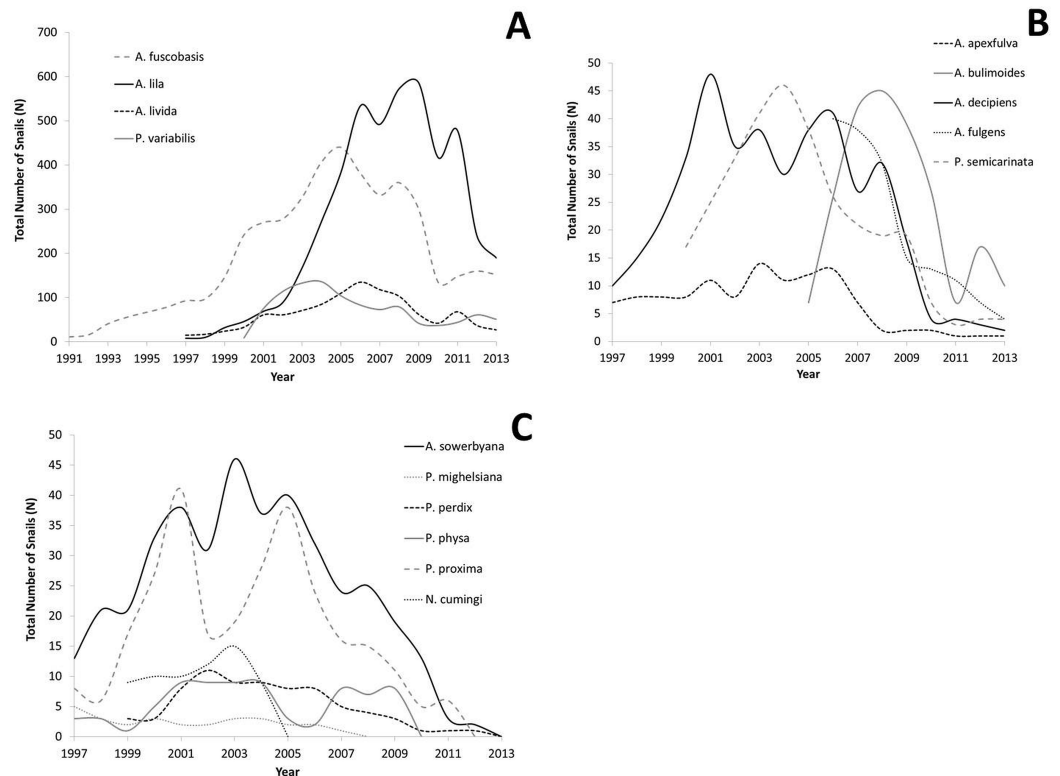 A
700
600
500
400
300
200
100
0
Total Number of Snails (N)
A. fuscobasis
A. lila
A. livida
P. variabilis
1991 1993 1995 1997 1999 2001 2003 2005 2007 2009 2011 2013
Year
B
50
45
40
35
30
25
20
15
10
5
0
Total Number of Snails (N)
A. apexfulva
A. bulimoides
A. decipiens
A. fulgens
P. semicarinata
1997 1999 2001 2003 2005 2007 2009 2011 2013
Year
C
50
45
40
35
30
25
20
15
10
5
0
Total Number of Snails (N)
A. sowerbyana
P. mighelsiana
P. perdix
P. physa
P. proxima
N. cumingi
1997 1999 2001 2003 2005 2007 2009 2011 2013
Year